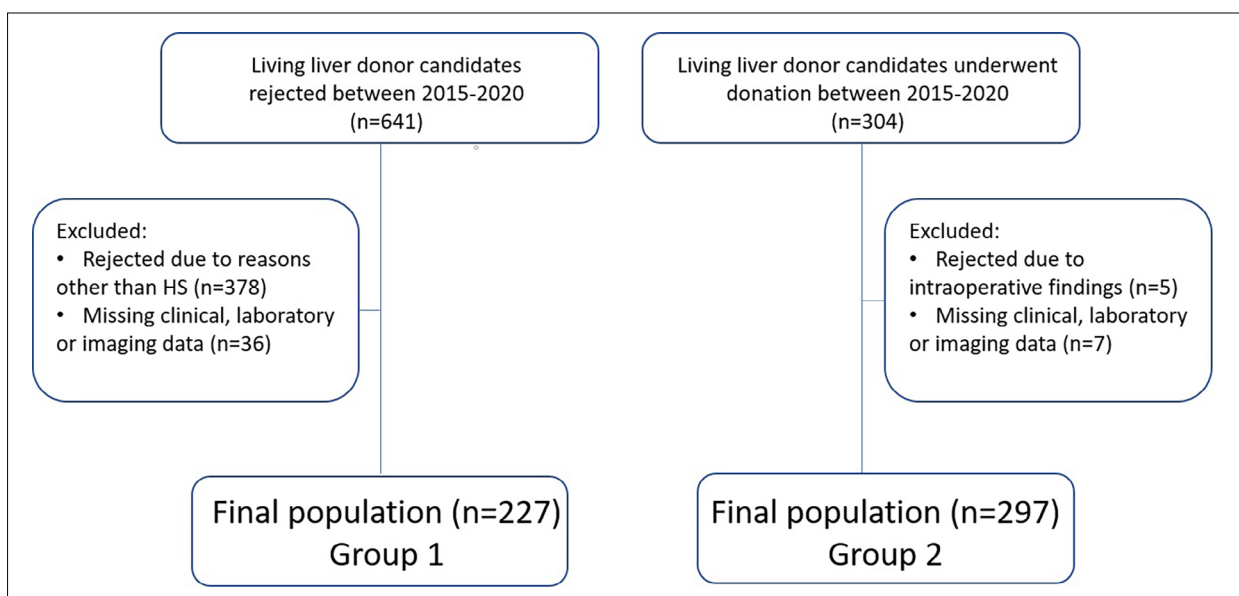 Living liver donor candidates
rejected between 2015-2020
(n=641)
Living liver donor candidates underwent
donation between 2015-2020
(n=304)
Excluded:
• Rejected due to reasons
other than HS (n=378)
• Missing clinical, laboratory
or imaging data (n=36)
Excluded:
• Rejected due to
intraoperative findings (n=5)
• Missing clinical, laboratory
or imaging data (n=7)
Final population (n=227)
Group 1
Final population (n=297)
Group 2